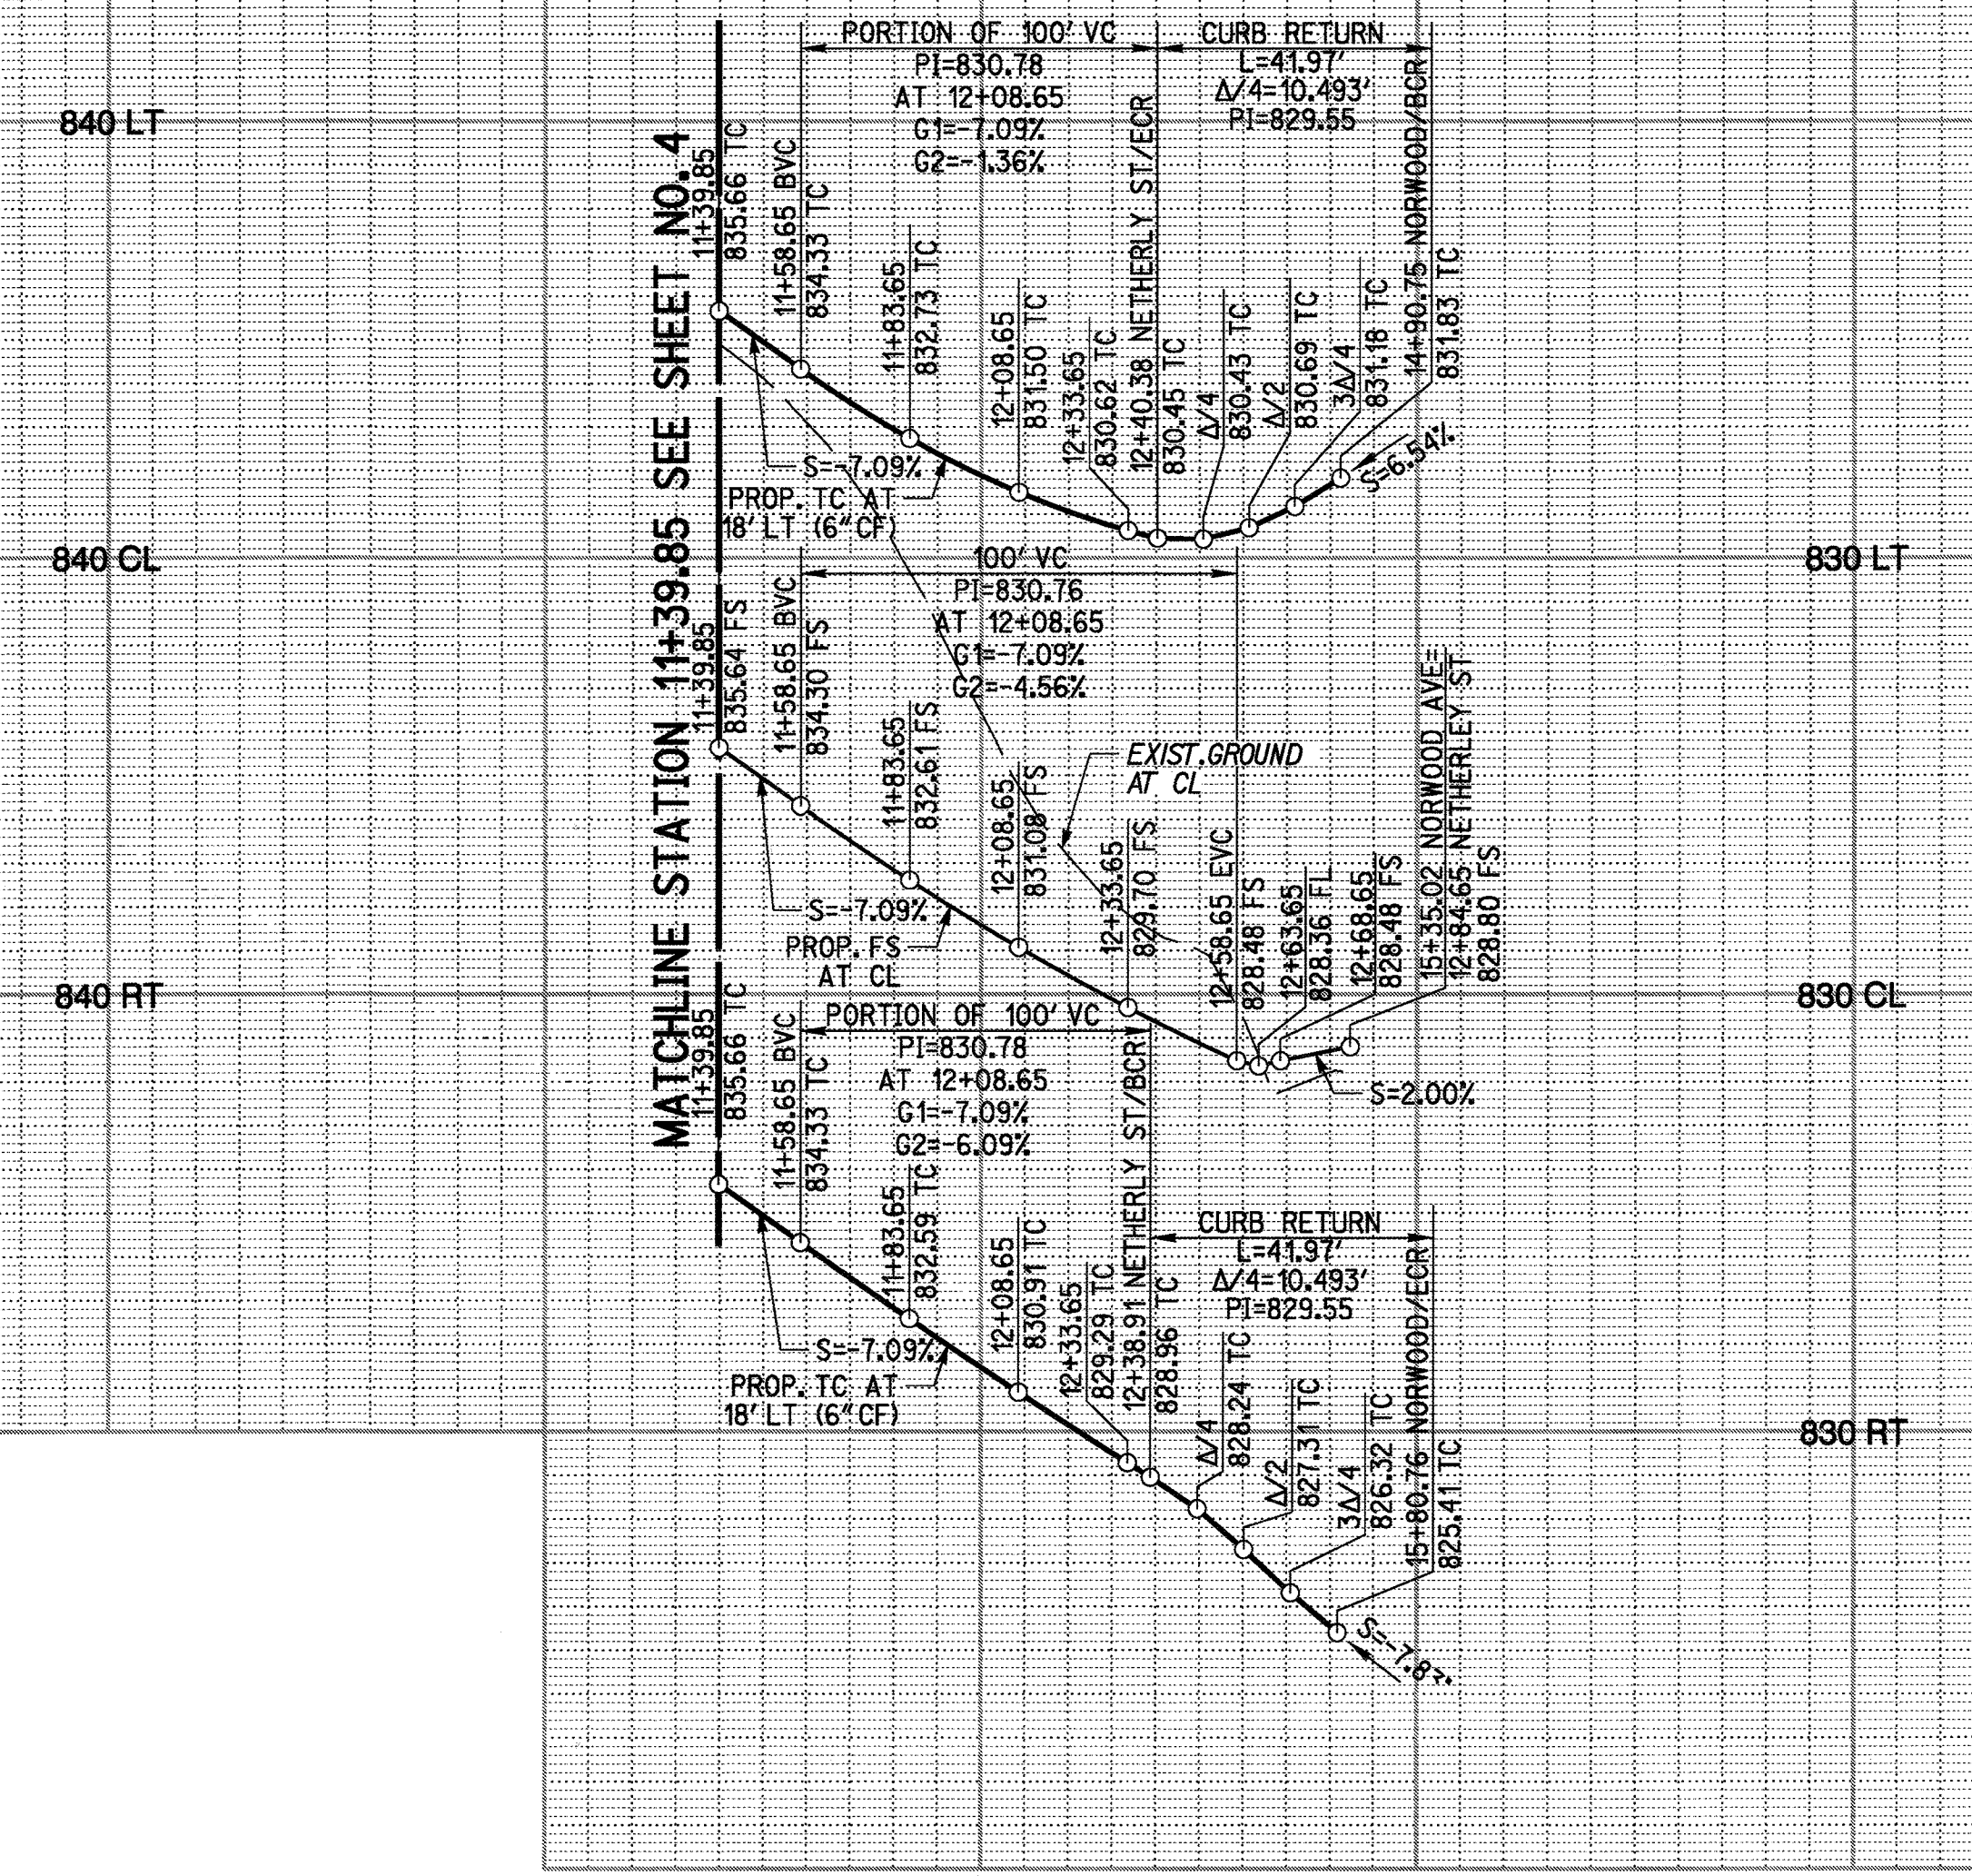 840 LT
840 CL
840 RT
830 LT
830 CL
830 RT
MATCHLINE STATION 11+39.85 SEE SHEET NO. 4
PORTION OF 100' VC
PI=830.78
AT 12+08.65
G1=-7.09%
G2=-1.36%
CURB RETURN
L=41.97'
Δ/4=10.493'
PI=829.55
11+39.85
835.66 TC
11+58.65 BVC
834.33 TC
11+83.65
832.73 TC
12+08.65
831.50 TC
12+33.65
830.62 TC
12+40.38 NETHERLY ST/ECR
830.45 TC
Δ/4
830.43 TC
Δ/2
830.69 TC
3Δ/4
831.18 TC
14+90.75 NORWOOD/BCR
831.83 TC
S=6.54%
S=-7.09%
PROP. TC AT
18' LT (6" CF)
100' VC
PI=830.76
AT 12+08.65
G1=-7.09%
G2=-4.56%
11+39.85
835.64 FS
11+58.65 BVC
834.30 FS
11+83.65
832.61 FS
12+08.65
831.08 FS
EXIST. GROUND
AT CL
12+33.65
829.70 FS
12+58.65 EVC
828.48 FS
12+63.65
828.36 FL
12+68.65
828.48 FS
15+35.02 NORWOOD AVE=
12+84.65 NETHERLEY ST
828.80 FS
S=-7.09%
PROP. FS
AT CL
S=2.00%
PORTION OF 100' VC
PI=830.78
AT 12+08.65
G1=-7.09%
G2=-6.09%
11+39.85
835.66 TC
11+58.65 BVC
834.33 TC
11+83.65
832.59 TC
12+08.65
830.91 TC
12+33.65
829.29 TC
12+38.91 NETHERLY ST/BCR
828.96 TC
CURB RETURN
L=41.97'
Δ/4=10.493'
PI=829.55
Δ/4
828.24 TC
Δ/2
827.31 TC
3Δ/4
826.32 TC
15+80.76 NORWOOD/ECR
825.41 TC
S=-7.09%
PROP. TC AT
18' LT (6" CF)